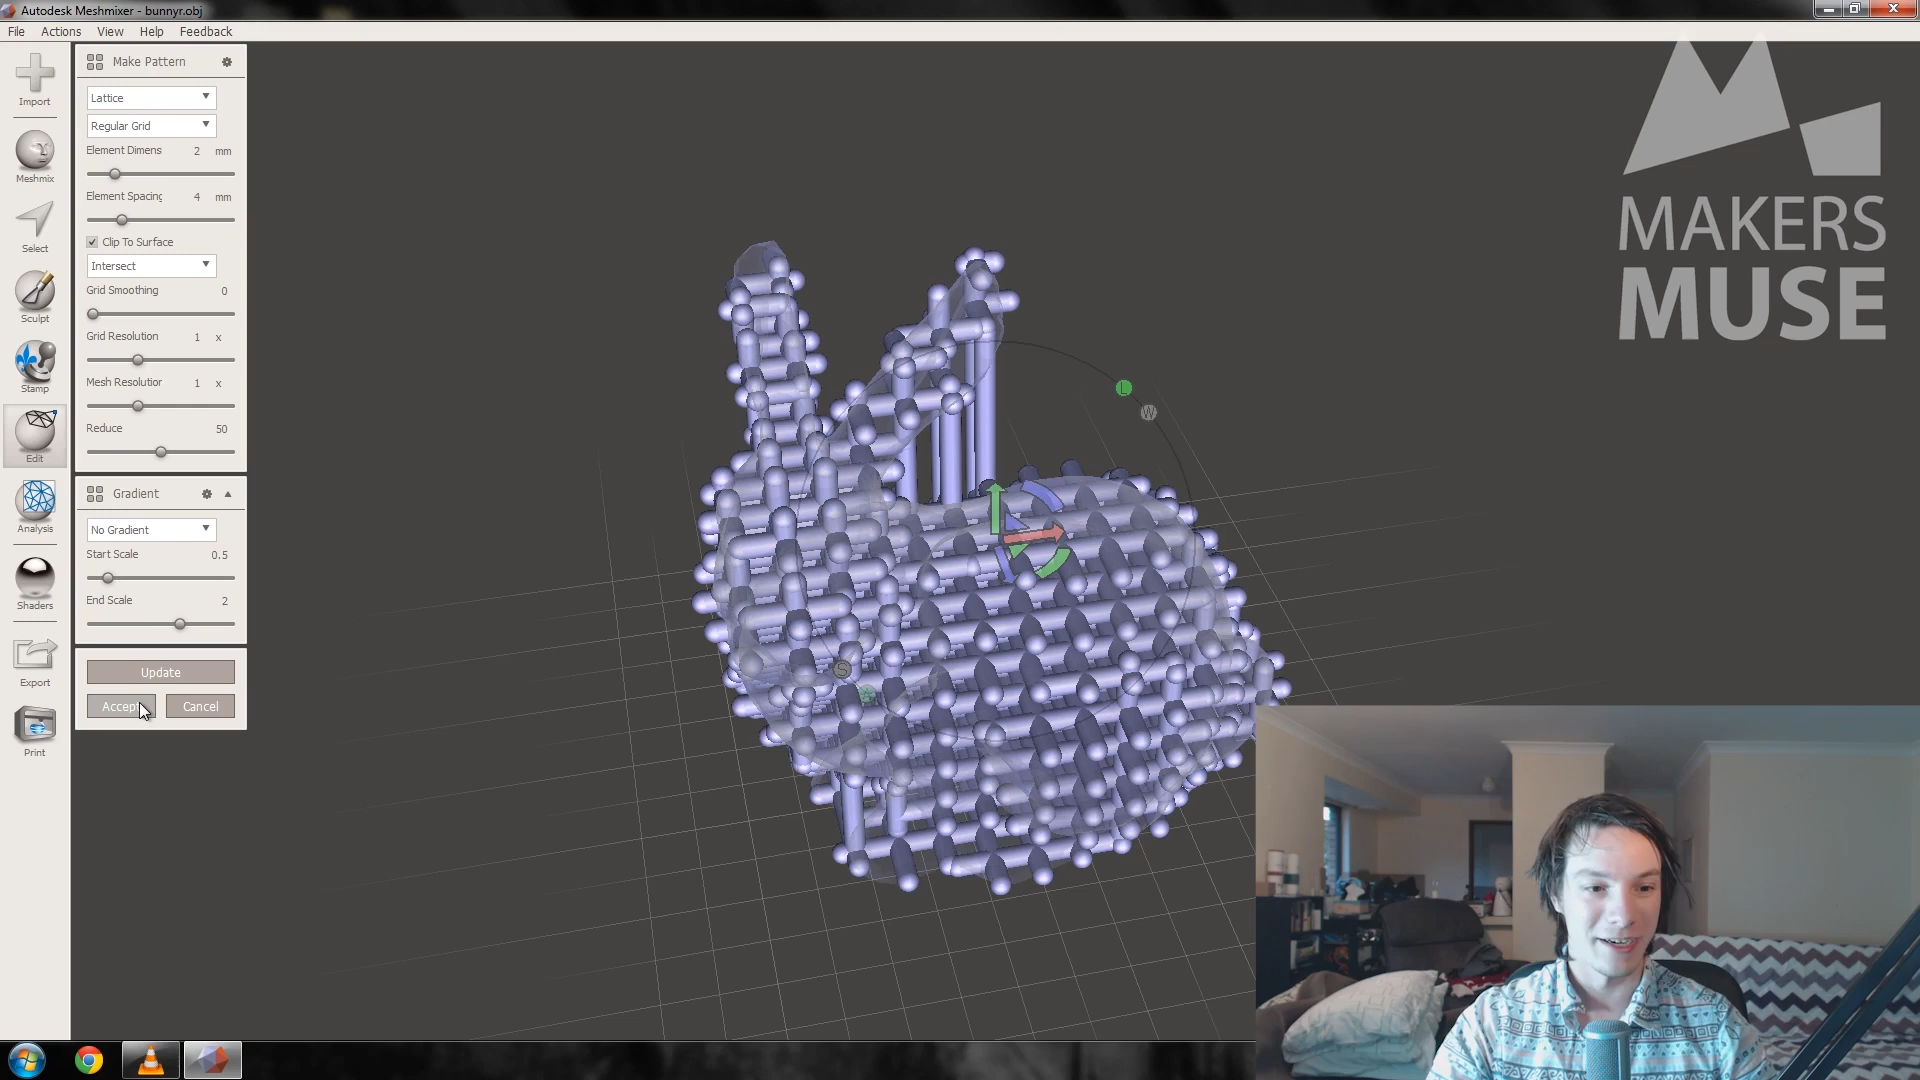 Autodesk Meshmixer - bunnyr.obj
File Actions View Help Feedback
Import
Meshmix
Select
Sculpt
Stamp
Edit
Analysis
Shaders
Export
Print
Make Pattern
Lattice
Regular Grid
Element Dimens 2 mm
Element Spacing 4 mm
Clip To Surface
Intersect
Grid Smoothing 0
Grid Resolution 1 x
Mesh Resolution 1 x
Reduce 50
Gradient
No Gradient
Start Scale 0.5
End Scale 2
Update
Accept Cancel
L
W
S
MAKERS
MUSE